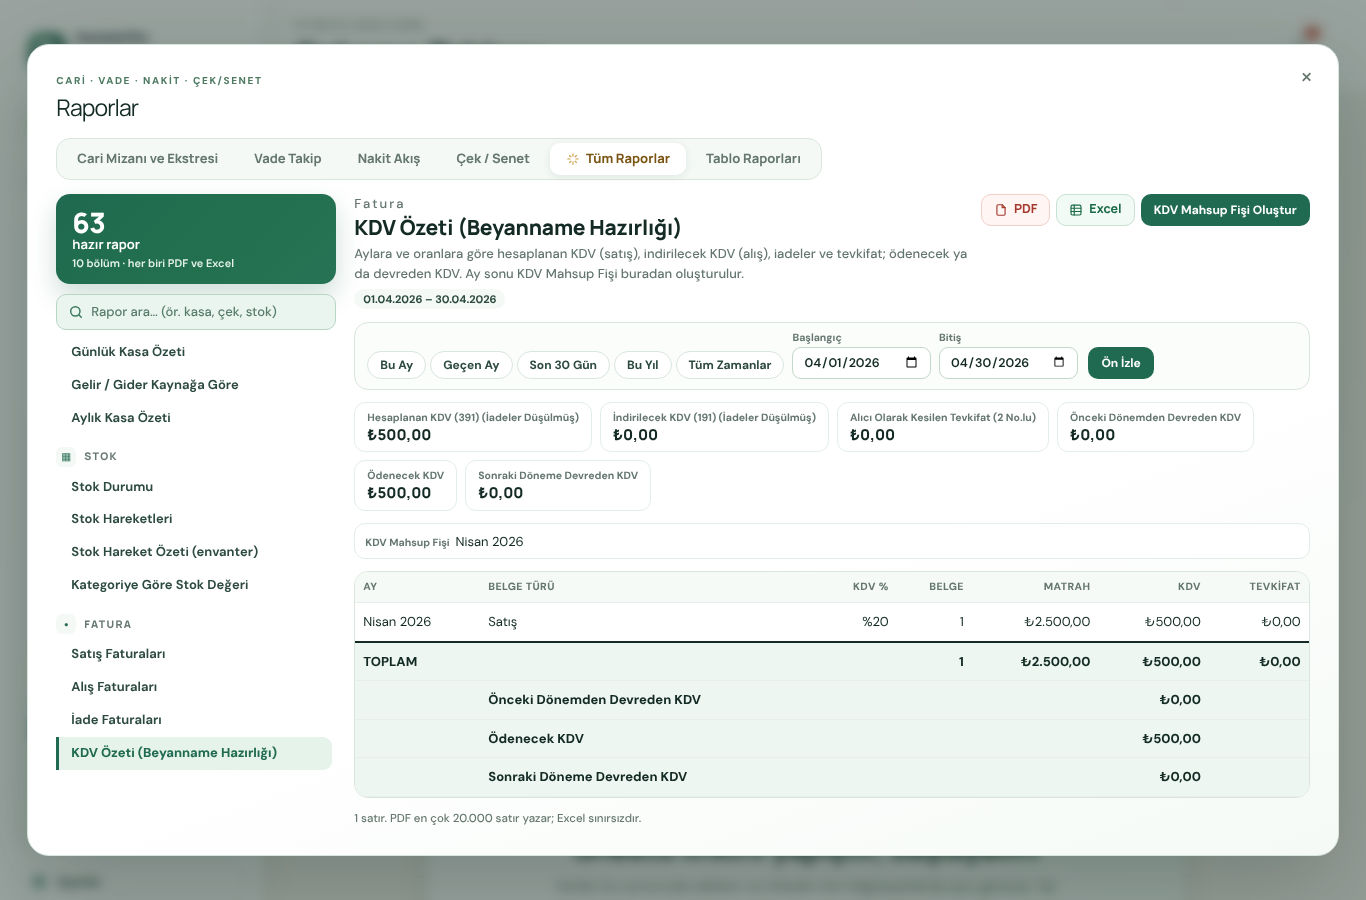 CARİ · VADE · NAKİT · ÇEK/SENET
Raporlar
×
Cari Mizanı ve Ekstresi
Vade Takip
Nakit Akış
Çek / Senet
Tüm Raporlar
Tablo Raporları
63
hazır rapor
10 bölüm · her biri PDF ve Excel
Rapor ara... (ör. kasa, çek, stok)
Günlük Kasa Özeti
Gelir / Gider Kaynağa Göre
Aylık Kasa Özeti
STOK
Stok Durumu
Stok Hareketleri
Stok Hareket Özeti (envanter)
Kategoriye Göre Stok Değeri
FATURA
Satış Faturaları
Alış Faturaları
İade Faturaları
KDV Özeti (Beyanname Hazırlığı)
Fatura
KDV Özeti (Beyanname Hazırlığı)
Aylara ve oranlara göre hesaplanan KDV (satış), indirilecek KDV (alış), iadeler ve tevkifat; ödenecek ya
da devreden KDV. Ay sonu KDV Mahsup Fişi buradan oluşturulur.
01.04.2026 – 30.04.2026
PDF
Excel
KDV Mahsup Fişi Oluştur
Bu Ay
Geçen Ay
Son 30 Gün
Bu Yıl
Tüm Zamanlar
Başlangıç
04/01/2026
Bitiş
04/30/2026
Ön İzle
Hesaplanan KDV (391) (İadeler Düşülmüş)
₺500,00
İndirilecek KDV (191) (İadeler Düşülmüş)
₺0,00
Alıcı Olarak Kesilen Tevkifat (2 No.lu)
₺0,00
Önceki Dönemden Devreden KDV
₺0,00
Ödenecek KDV
₺500,00
Sonraki Döneme Devreden KDV
₺0,00
KDV Mahsup Fişi Nisan 2026
AY BELGE TÜRÜ KDV % BELGE MATRAH KDV TEVKİFAT
Nisan 2026 Satış %20 1 ₺2.500,00 ₺500,00 ₺0,00
TOPLAM 1 ₺2.500,00 ₺500,00 ₺0,00
Önceki Dönemden Devreden KDV ₺0,00
Ödenecek KDV ₺500,00
Sonraki Döneme Devreden KDV ₺0,00
1 satır. PDF en çok 20.000 satır yazar; Excel sınırsızdır.